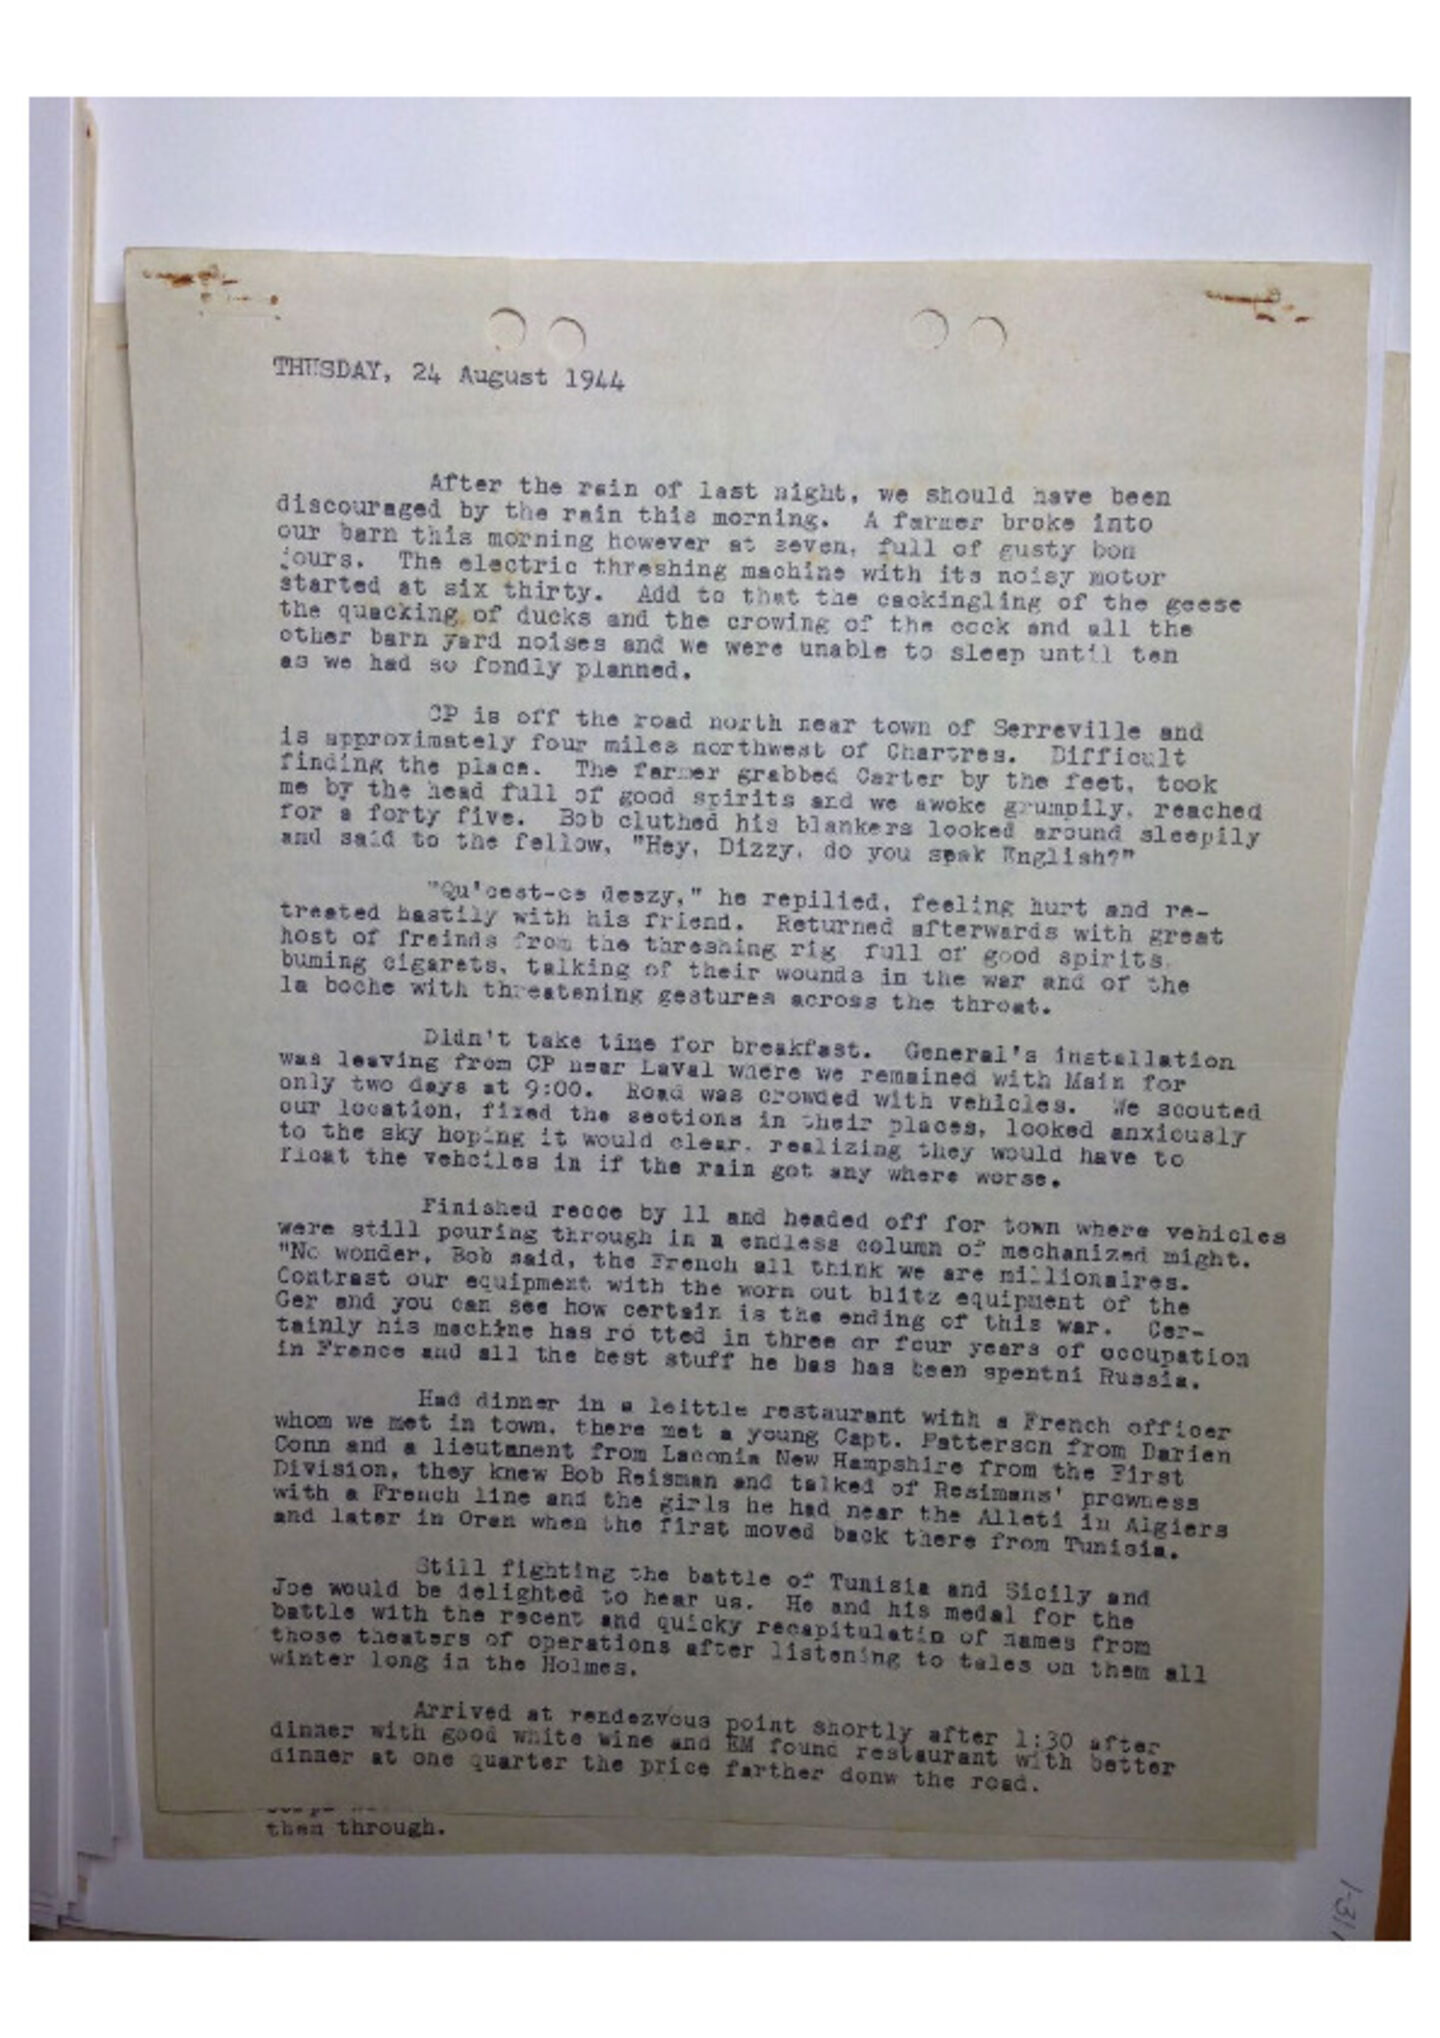 THUSDAY, 24 August 1944
After the rain of last night, we should have been
discouraged by the rain this morning. A farmer broke into
our barn this morning however at seven, full of gusty bon
jours. The electric threshing machine with its noisy motor
started at six thirty. Add to that the cackingling of the geese
the quacking of ducks and the crowing of the cock and all the
other barn yard noises and we were unable to sleep until ten
as we had so fondly planned.
CP is off the road north near town of Serreville and
is approximately four miles northwest of Chartres. Difficult
finding the place. The farmer grabbed Carter by the feet, took
me by the head full of good spirits and we awoke grumpily, reached
for a forty five. Bob cluthed his blankers looked around sleepily
and said to the fellow, "Hey, Dizzy, do you speak English?"
"Qu'cest-ce deezy," he repilied, feeling hurt and re-
treated hastily with his friend. Returned afterwards with great
host of freinds from the threshing rig full of good spirits,
buming cigarets, talking of their wounds in the war and of the
la boche with threatening gestures across the throat.
Didn't take time for breakfast. General's installation
was leaving from CP near Laval where we remained with Main for
only two days at 9:00. Road was crowded with vehicles. We scouted
our location, fixed the sections in their places, looked anxciously
to the sky hoping it would clear, realizing they would have to
float the vehciles in if the rain got any where worse.
Finished recce by 11 and headed off for town where vehicles
were still pouring through in a endless column of mechanized might.
"No wonder, Bob said, the French all think we are millionaires.
Contrast our equipment with the worn out blitz equipment of the
Ger and you can see how certain is the ending of this war. Cer-
tainly his machine has ro tted in three or four years of occupation
in France and all the best stuff he has has been spentni Russia.
Had dinner in a leittle restaurant with a French officer
whom we met in town, there met a young Capt. Patterson from Darien
Conn and a lieutanent from Laconia New Hampshire from the First
Division, they knew Bob Reisman and talked of Resimans' prowness
with a French line and the girls he had near the Alleti in Algiers
and later in Oran when the first moved back there from Tunisia.
Still fighting the battle of Tunisia and Sicily and
Joe would be delighted to hear us. He and his medal for the
battle with the recent and quicky recapitulatin of names from
those theaters of operations after listening to tales on them all
winter long in the Holmes.
Arrived at rendezvous point shortly after 1:30 after
dinner with good white wine and EM found restaurant with better
dinner at one quarter the price farther donw the road.
then through.